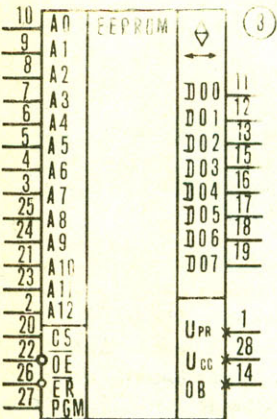 EEPROM
3
10 A0
9 A1
8 A2
7 A3
6 A4
5 A5
4 A6
3 A7
25 A8
24 A9
21 A10
23 A11
2 A12
20 CS
22 OE
26 ER
27 PGM
D00 11
D01 12
D02 13
D03 15
D04 16
D05 17
D06 18
D07 19
UPR 1
UCC 28
0B 14